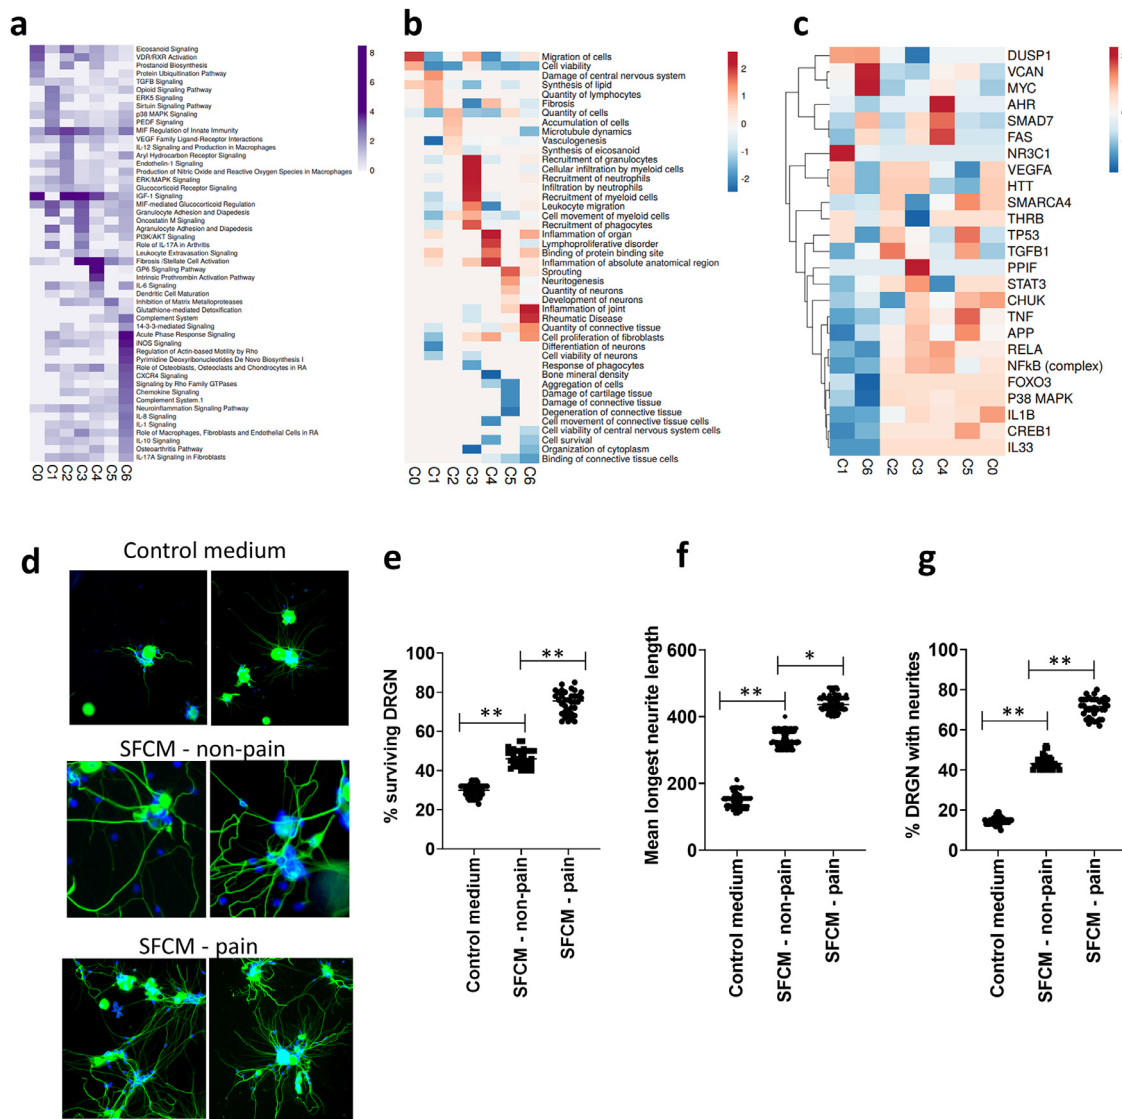 a
Eicosanoid Signaling
VDR/RXR Activation
Prostanoid Biosynthesis
Protein Ubiquitination Pathway
TGFB Signaling
Opioid Signaling Pathway
ERK5 Signaling
Sirtuin Signaling Pathway
p38 MAPK Signaling
PEDF Signaling
MIF Regulation of Innate Immunity
VEGF Family Ligand-Receptor Interactions
IL-12 Signaling and Production in Macrophages
Aryl Hydrocarbon Receptor Signaling
Endothelin-1 Signaling
Production of Nitric Oxide and Reactive Oxygen Species in Macrophages
ERK/MAPK Signaling
Glucocorticoid Receptor Signaling
IGF-1 Signaling
MIF-mediated Glucocorticoid Regulation
Granulocyte Adhesion and Diapedesis
Oncostatin M Signaling
Agranulocyte Adhesion and Diapedesis
PI3K/AKT Signaling
Role of IL-17A in Arthritis
Leukocyte Extravasation Signaling
Fibrosis /Stellate Cell Activation
GP6 Signaling Pathway
Intrinsic Prothrombin Activation Pathway
IL-6 Signaling
Dendritic Cell Maturation
Inhibition of Matrix Metalloproteases
Glutathione-mediated Detoxification
Complement System
14-3-3-mediated Signaling
Acute Phase Response Signaling
iNOS Signaling
Regulation of Actin-based Motility by Rho
Pyrimidine Deoxyribonucleotides De Novo Biosynthesis I
Role of Osteoblasts, Osteoclasts and Chondrocytes in RA
CXCR4 Signaling
Signaling by Rho Family GTPases
Chemokine Signaling
Complement System.1
Neuroinflammation Signaling Pathway
IL-8 Signaling
IL-1 Signaling
Role of Macrophages, Fibroblasts and Endothelial Cells in RA
IL-10 Signaling
Osteoarthritis Pathway
IL-17A Signaling in Fibroblasts
C0 C1 C2 C3 C4 C5 C6
8
6
4
2
0
b
Migration of cells
Cell viability
Damage of central nervous system
Synthesis of lipid
Quantity of lymphocytes
Fibrosis
Quantity of cells
Accumulation of cells
Microtubule dynamics
Vasculogenesis
Synthesis of eicosanoid
Recruitment of granulocytes
Cellular infiltration by myeloid cells
Recruitment of neutrophils
Infiltration by neutrophils
Recruitment of myeloid cells
Leukocyte migration
Cell movement of myeloid cells
Recruitment of phagocytes
Inflammation of organ
Lymphoproliferative disorder
Binding of protein binding site
Inflammation of absolute anatomical region
Sprouting
Neuritogenesis
Quantity of neurons
Development of neurons
Inflammation of joint
Rheumatic Disease
Quantity of connective tissue
Cell proliferation of fibroblasts
Differentiation of neurons
Cell viability of neurons
Response of phagocytes
Bone mineral density
Aggregation of cells
Damage of cartilage tissue
Damage of connective tissue
Degeneration of connective tissue
Cell movement of connective tissue cells
Cell viability of central nervous system cells
Cell survival
Organization of cytoplasm
Binding of connective tissue cells
C0 C1 C2 C3 C4 C5 C6
2
1
0
-1
-2
c
DUSP1
VCAN
MYC
AHR
SMAD7
FAS
NR3C1
VEGFA
HTT
SMARCA4
THRB
TP53
TGFB1
PPIF
STAT3
CHUK
TNF
APP
RELA
NFkB (complex)
FOXO3
P38 MAPK
IL1B
CREB1
IL33
C1 C6 C2 C3 C4 C5 C0
d
Control medium
SFCM - non-pain
SFCM - pain
e
% surviving DRGN
100
80
60
40
20
0
**
**
Control medium
SFCM - non-pain
SFCM - pain
f
Mean longest neurite length
600
400
200
0
**
*
Control medium
SFCM - non-pain
SFCM - pain
g
% DRGN with neurites
100
80
60
40
20
0
**
**
Control medium
SFCM - non-pain
SFCM - pain